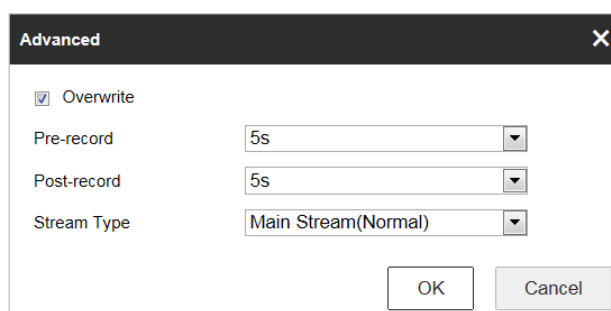 Advanced
Overwrite
Pre-record 5s
Post-record 5s
Stream Type Main Stream(Normal)
OK Cancel